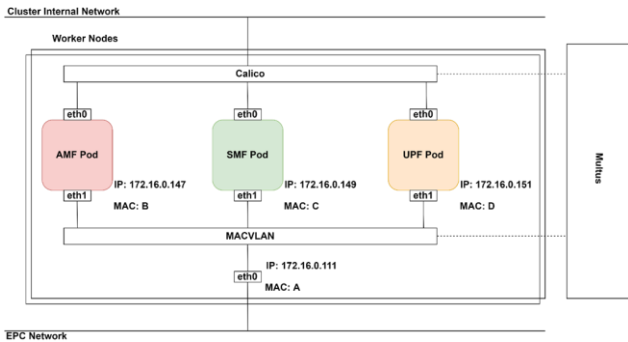 Cluster Internal Network
Worker Nodes
Calico
eth0
eth0
eth0
AMF Pod
SMF Pod
UPF Pod
Multus
IP: 172.16.0.147
IP: 172.16.0.149
IP: 172.16.0.151
eth1
eth1
eth1
MAC: B
MAC: C
MAC: D
MACVLAN
IP: 172.16.0.111
eth0
MAC: A
EPC Network